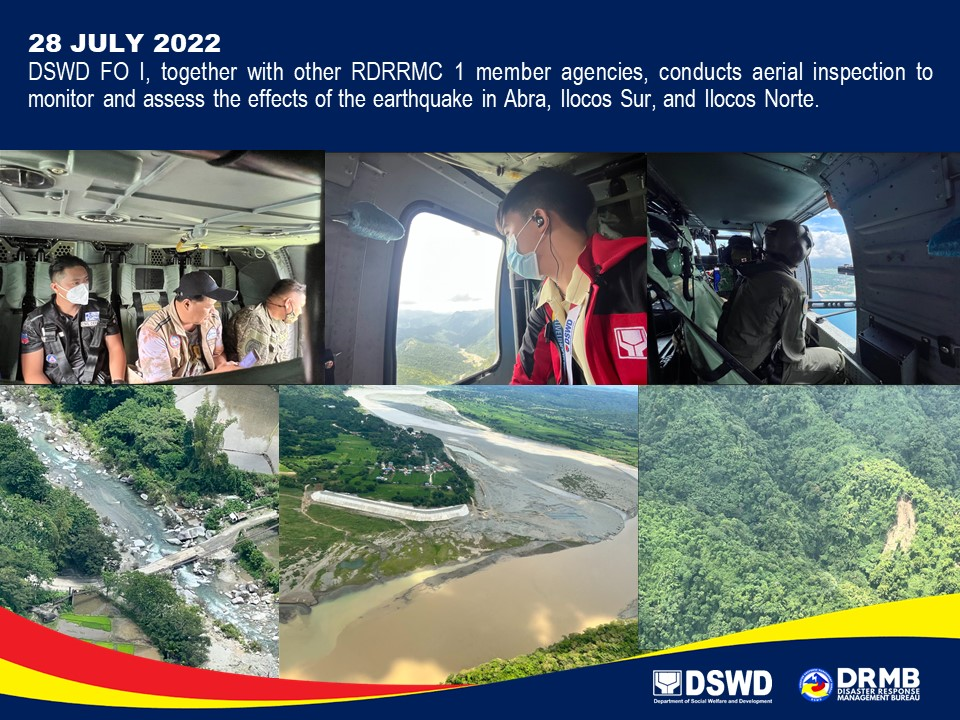 28 JULY 2022
DSWD FO I, together with other RDRRMC 1 member agencies, conducts aerial inspection to
monitor and assess the effects of the earthquake in Abra, Ilocos Sur, and Ilocos Norte.
DSWD
DSWD
Department of Social Welfare and Development
DRMB
DISASTER RESPONSE
MANAGEMENT BUREAU